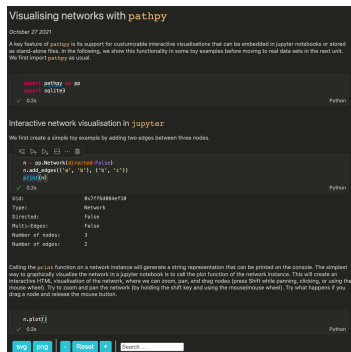 Visualising networks with pathpy
October 27 2021
A key feature of pathpy is its support for custumizable interactive visualisations that can be embedded in jupyter notebooks or stored
as stand-alone files. In the following, we show this functionality in some toy examples before moving to real data sets in the next unit.
We first import pathpy as usual.
import pathpy as pp
import sqlite3
✓ 0.2s Python
Interactive network visualisation in jupyter
We first create a simple toy example by adding two edges between three nodes.
n = pp.Network(directed=False)
n.add_edges(('a', 'b'), ('b', 'c'))
print(n)
✓ 0.2s Python
Uid: 0x7ff6d084ef10
Type: Network
Directed: False
Multi-Edges: False
Number of nodes: 3
Number of edges: 2
Calling the print function on a network instance will generate a string representation that can be printed on the console. The simplest
way to graphically visualise the network in a jupyter notebook is to call the plot function of the network instance. This will create an
interactive HTML visualisation of the network, where we can zoom, pan, and drag nodes (press Shift while panning, clicking, or using the
mouse wheel). Try to zoom and pan the network (by holding the shift key and using the mouse/mouse wheel). Try what happens if you
drag a node and release the mouse button.
n.plot()
✓ 0.2s Python
svg png - Reset + Search ...